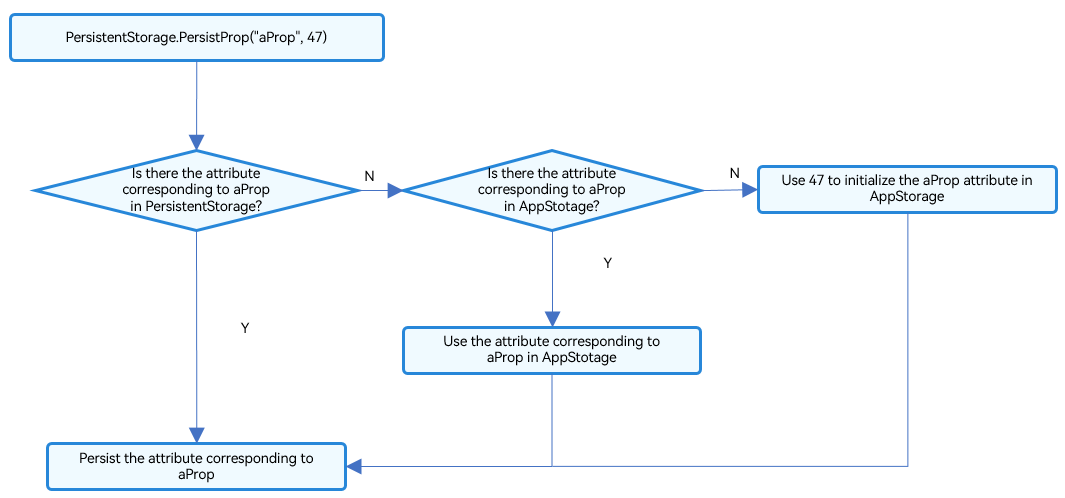 PersistentStorage.PersistProp("aProp", 47)
Is there the attribute
corresponding to aProp
in PersistentStorage?
N
Is there the attribute
corresponding to aProp
in AppStotage?
N
Use 47 to initialize the aProp attribute in
AppStorage
Y
Y
Use the attribute corresponding to
aProp in AppStotage
Persist the attribute corresponding to
aProp